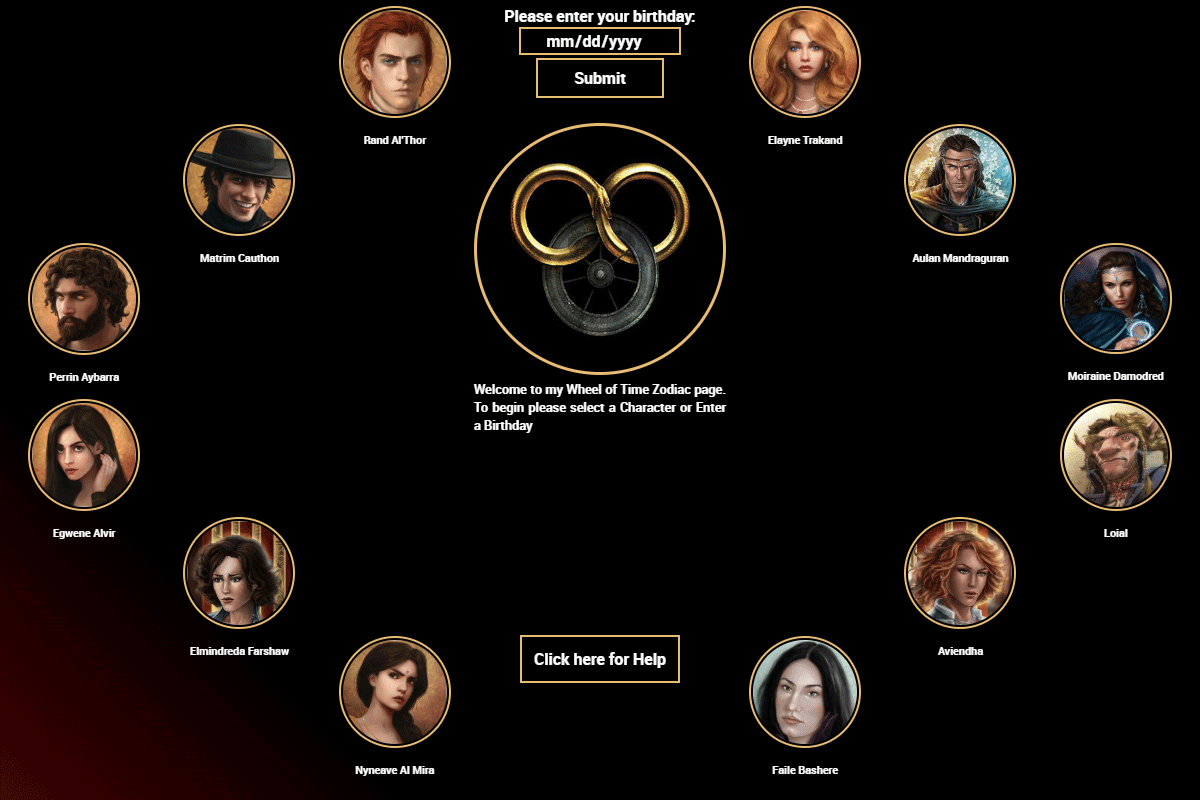 Please enter your birthday:
mm/dd/yyyy
Submit
Rand Al'Thor
Elayne Trakand
Matrim Cauthon
Aulan Mandraguran
Perrin Aybarra
Moiraine Damodred
Welcome to my Wheel of Time Zodiac page.
To begin please select a Character or Enter
a Birthday
Egwene Alvir
Loial
Elmindreda Farshaw
Aviendha
Click here for Help
Nyneave Al Mira
Faile Bashere